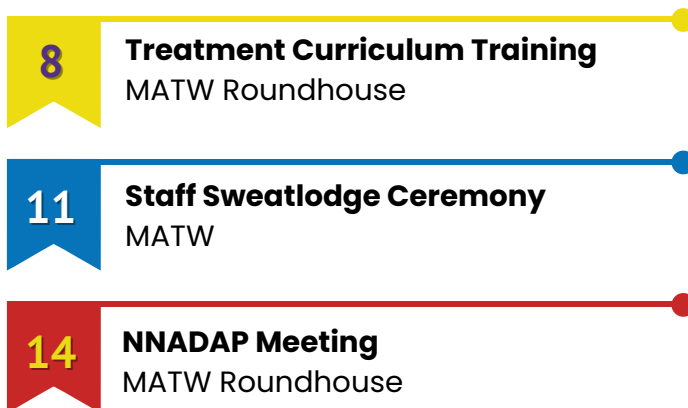 8
Treatment Curriculum Training
MATW Roundhouse
11
Staff Sweatlodge Ceremony
MATW
14
NNADAP Meeting
MATW Roundhouse